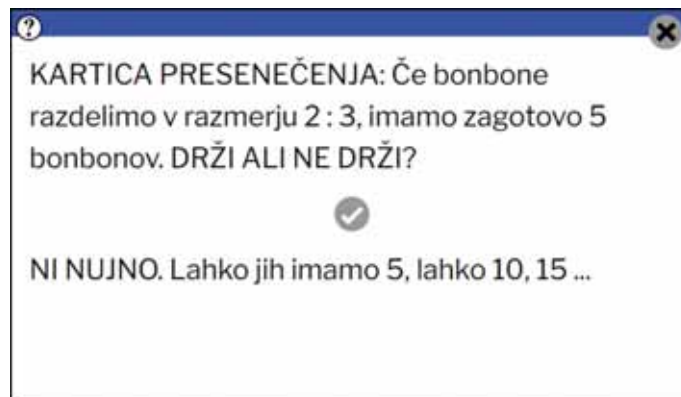 KARTICA PRESENEČENJA: Če bonbone
razdelimo v razmerju 2 : 3, imamo zagotovo 5
bonbonov. DRŽI ALI NE DRŽI?
NI NUJNO. Lahko jih imamo 5, lahko 10, 15 ...